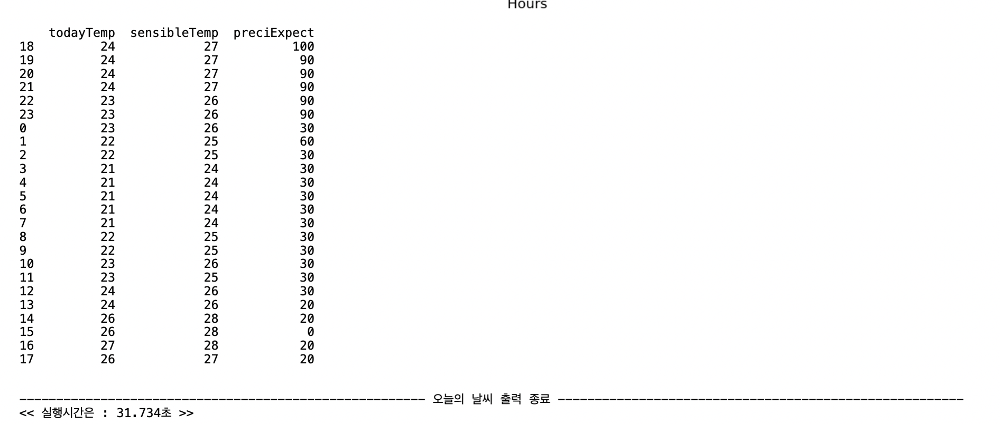 Hours
todayTemp sensibleTemp preciExpect
18 24 27 100
19 24 27 90
20 24 27 90
21 24 27 90
22 23 26 90
23 23 26 90
0 23 26 30
1 22 25 60
2 22 25 30
3 21 24 30
4 21 24 30
5 21 24 30
6 21 24 30
7 21 24 30
8 22 25 30
9 22 25 30
10 23 26 30
11 23 25 30
12 24 26 30
13 24 26 20
14 26 28 20
15 26 28 0
16 27 28 20
17 26 27 20
------------------------------------------------------- 오늘의 날씨 출력 종료 -------------------------------------------------------
<< 실행시간은 : 31.734초 >>